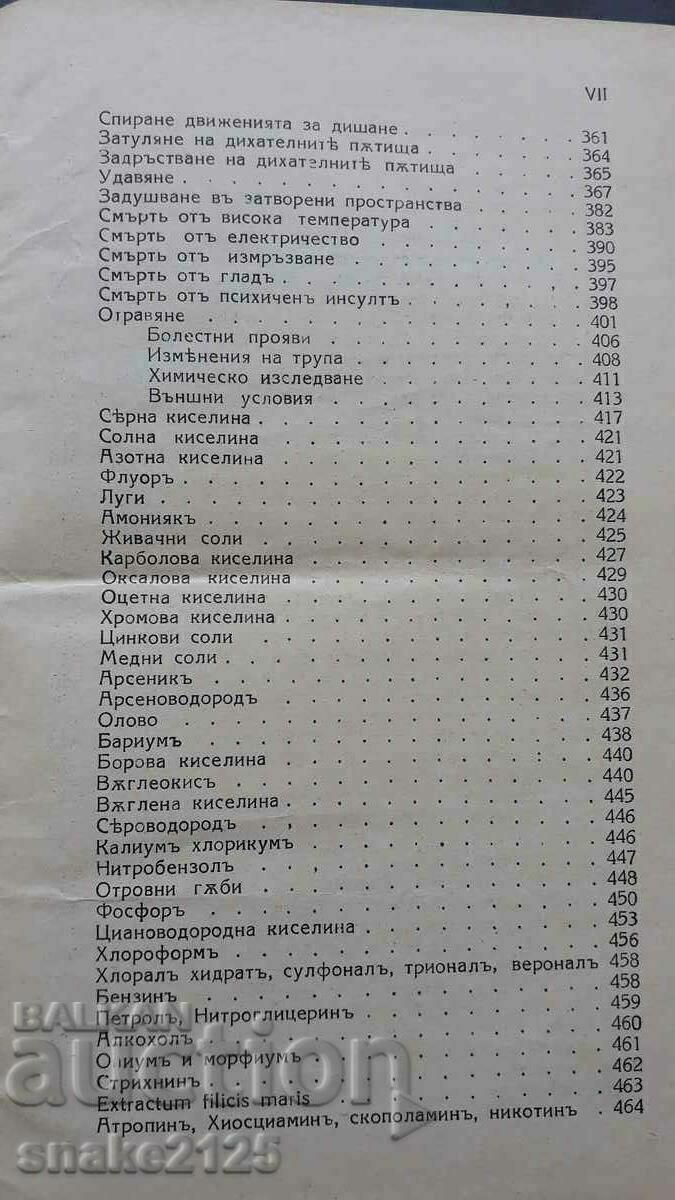 VII
Спиране движенията за дишане . . . . . . . 361
Затуляне на дихателнитѣ пѫтища . . . . . . 364
Задръстване на дихателнитѣ пѫтища . . . . . 365
Удавяне . . . . . . . . . . . . . 367
Задушване въ затворени пространства . . . . . 382
Смърть отъ висока температура . . . . . . . 383
Смърть отъ електричество . . . . . . . . 390
Смърть отъ измръзване . . . . . . . . . 395
Смърть отъ гладъ . . . . . . . . . . . 397
Смърть отъ психиченъ инсултъ . . . . . . . 398
Отравяне . . . . . . . . . . . . . 401
Болестни прояви . . . . . . . . . . 406
Измѣнения на трупа . . . . . . . . . 408
Химическо изследване . . . . . . . . 411
Външни условия . . . . . . . . . . 413
Сѣрна киселина . . . . . . . . . . . . 417
Солна киселина . . . . . . . . . . . 421
Азотна киселина . . . . . . . . . . . 421
Флуоръ . . . . . . . . . . . . . . 422
Луги . . . . . . . . . . . . . . . 423
Амониякъ . . . . . . . . . . . . . 424
Живачни соли . . . . . . . . . . . . 425
Карболова киселина . . . . . . . . . . 427
Оксалова киселина . . . . . . . . . . 429
Оцетна киселина . . . . . . . . . . . 430
Хромова киселина . . . . . . . . . . . 430
Цинкови соли . . . . . . . . . . . . 431
Медни соли . . . . . . . . . . . . . 431
Арсеникъ . . . . . . . . . . . . . 432
Арсеноводородъ . . . . . . . . . . . 436
Олово . . . . . . . . . . . . . . 437
Бариумъ . . . . . . . . . . . . . 438
Борова киселина . . . . . . . . . . . 440
Вѫглеокисъ . . . . . . . . . . . . 440
Вѫглена киселина . . . . . . . . . . . 445
Сѣроводородъ . . . . . . . . . . . . 446
Калиумъ хлорикумъ . . . . . . . . . . 446
Нитробензолъ . . . . . . . . . . . . 447
Отровни гѫби . . . . . . . . . . . . 448
Фосфоръ . . . . . . . . . . . . . 450
Циановодородна киселина . . . . . . . . 453
Хлороформъ . . . . . . . . . . . . 456
Хлоралъ хидратъ, сулфоналъ, трионалъ, вероналъ 458
Бензинъ . . . . . . . . . . . . . 458
Петролъ, Нитроглицеринъ . . . . . . . . 459
Алкохолъ . . . . . . . . . . . . . 460
Опиумъ и морфиумъ . . . . . . . . . . 461
Стрихнинъ . . . . . . . . . . . . . 462
Extractum filicis maris . . . . . . . . . 463
Атропинъ, Хиосциаминъ, скополаминъ, никотинъ . 464
BALKAN
auction
snake2125